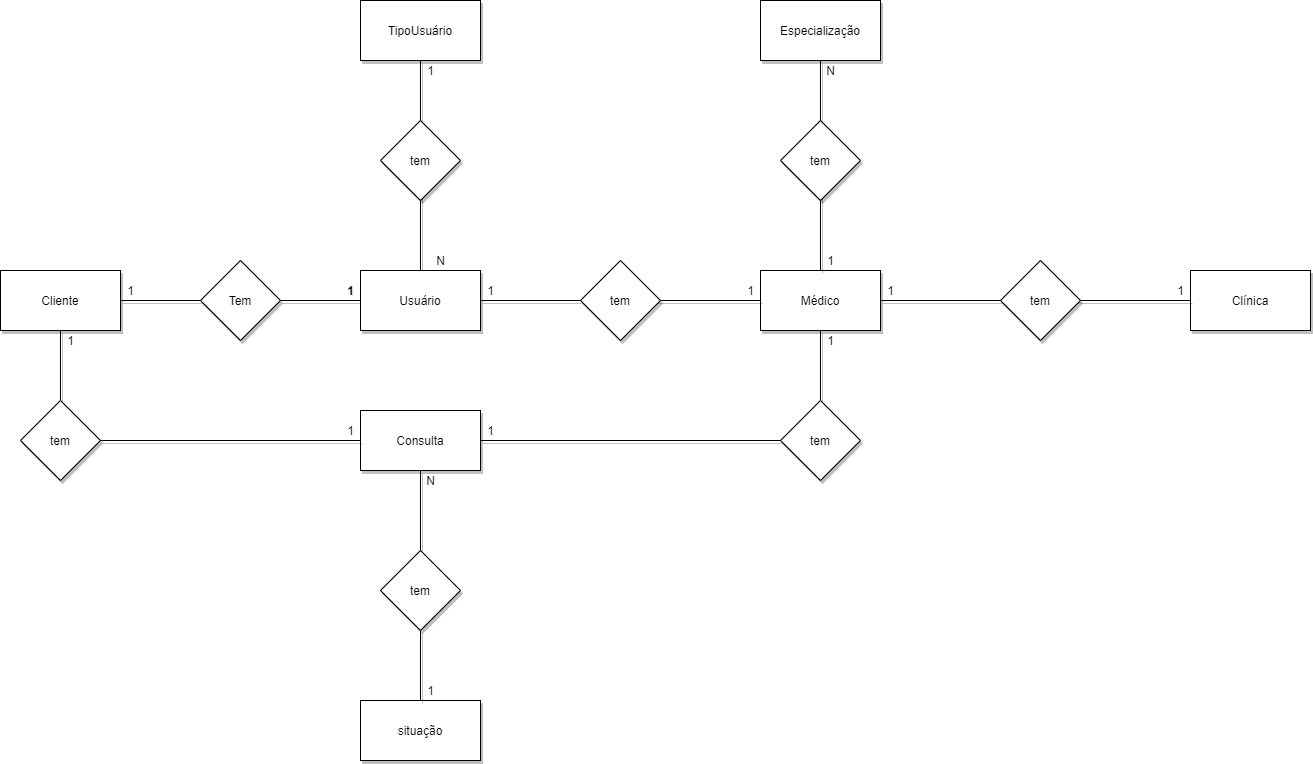 TipoUsuário
Especialização
1
N
tem
tem
N
1
Cliente
1
Tem
1
Usuário
1
tem
1
Médico
1
tem
1
Clínica
1
1
tem
1
Consulta
1
tem
N
tem
1
situação